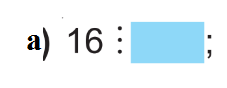 a) 16 ⋮ ;